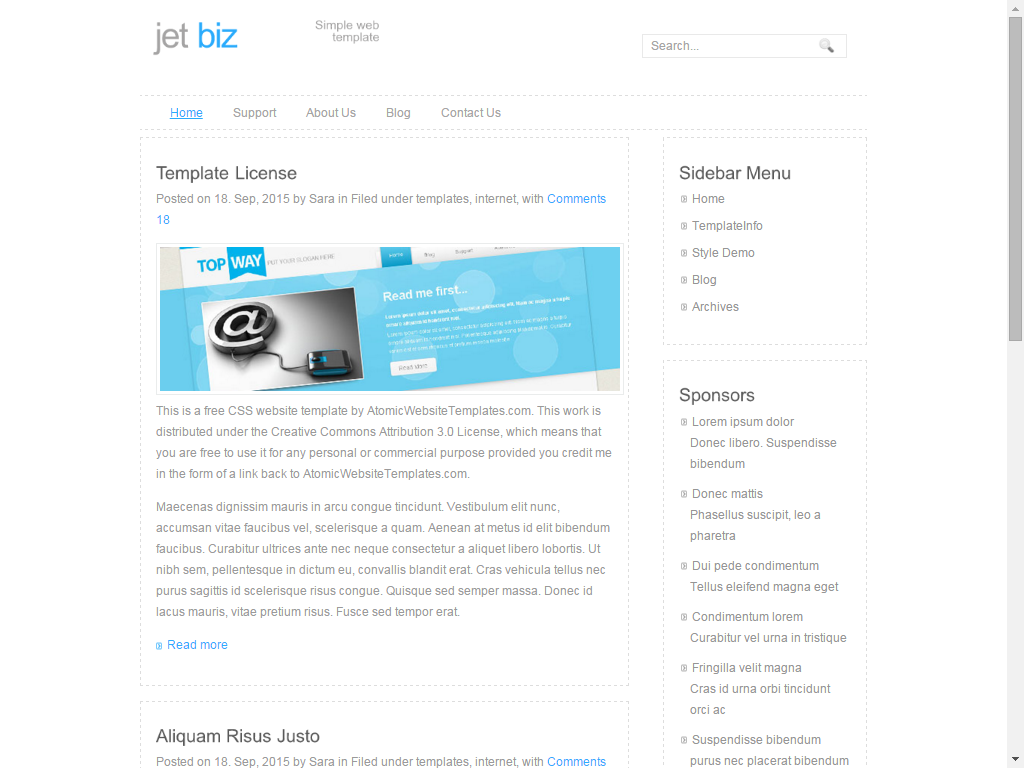 jet biz
Simple web
template
Search...
Home
Support
About Us
Blog
Contact Us
Template License
Posted on 18. Sep, 2015 by Sara in Filed under templates, internet, with Comments
18
TOP WAY
PUT YOUR SLOGAN HERE
Home
Blog
Support
Read me first...
Read More
This is a free CSS website template by AtomicWebsiteTemplates.com. This work is
distributed under the Creative Commons Attribution 3.0 License, which means that
you are free to use it for any personal or commercial purpose provided you credit me
in the form of a link back to AtomicWebsiteTemplates.com.
Maecenas dignissim mauris in arcu congue tincidunt. Vestibulum elit nunc,
accumsan vitae faucibus vel, scelerisque a quam. Aenean at metus id elit bibendum
faucibus. Curabitur ultrices ante nec neque consectetur a aliquet libero lobortis. Ut
nibh sem, pellentesque in dictum eu, convallis blandit erat. Cras vehicula tellus nec
purus sagittis id scelerisque risus congue. Quisque sed semper massa. Donec id
lacus mauris, vitae pretium risus. Fusce sed tempor erat.
Read more
Aliquam Risus Justo
Posted on 18. Sep, 2015 by Sara in Filed under templates, internet, with Comments
Sidebar Menu
Home
TemplateInfo
Style Demo
Blog
Archives
Sponsors
Lorem ipsum dolor
Donec libero. Suspendisse
bibendum
Donec mattis
Phasellus suscipit, leo a
pharetra
Dui pede condimentum
Tellus eleifend magna eget
Condimentum lorem
Curabitur vel urna in tristique
Fringilla velit magna
Cras id urna orbi tincidunt
orci ac
Suspendisse bibendum
purus nec placerat bibendum